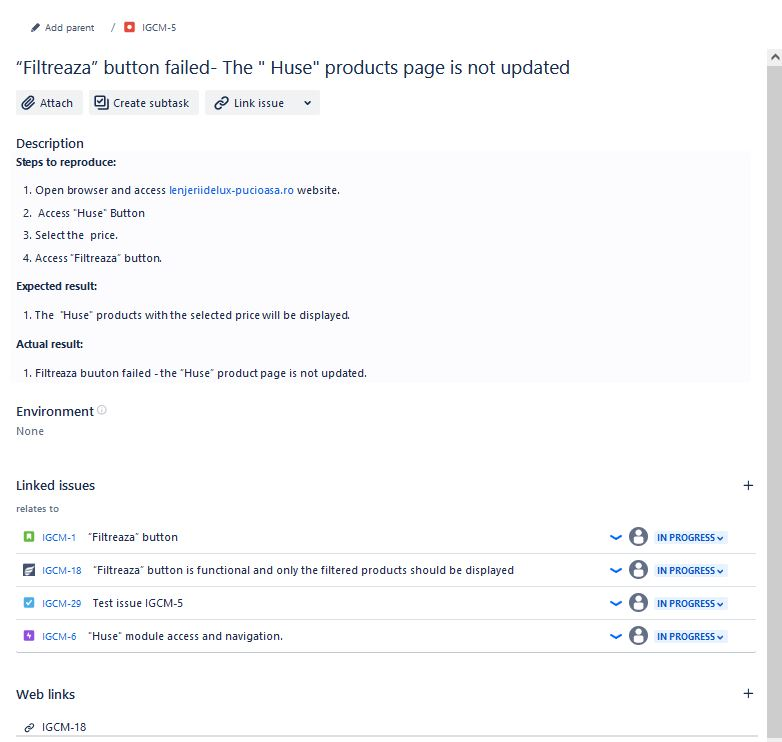 Add parent / IGCM-5
“Filtreaza” button failed- The " Huse" products page is not updated
Attach Create subtask Link issue
Description
Steps to reproduce:
1. Open browser and access lenjeriidelux-pucioasa.ro website.
2. Access "Huse" Button
3. Select the price.
4. Access “Filtreaza” button.
Expected result:
1. The "Huse" products with the selected price will be displayed.
Actual result:
1. Filtreaza buuton failed - the “Huse” product page is not updated.
Environment
None
Linked issues
relates to
IGCM-1 “Filtreaza” button IN PROGRESS
IGCM-18 “Filtreaza” button is functional and only the filtered products should be displayed IN PROGRESS
IGCM-29 Test issue IGCM-5 IN PROGRESS
IGCM-6 "Huse" module access and navigation. IN PROGRESS
Web links
IGCM-18